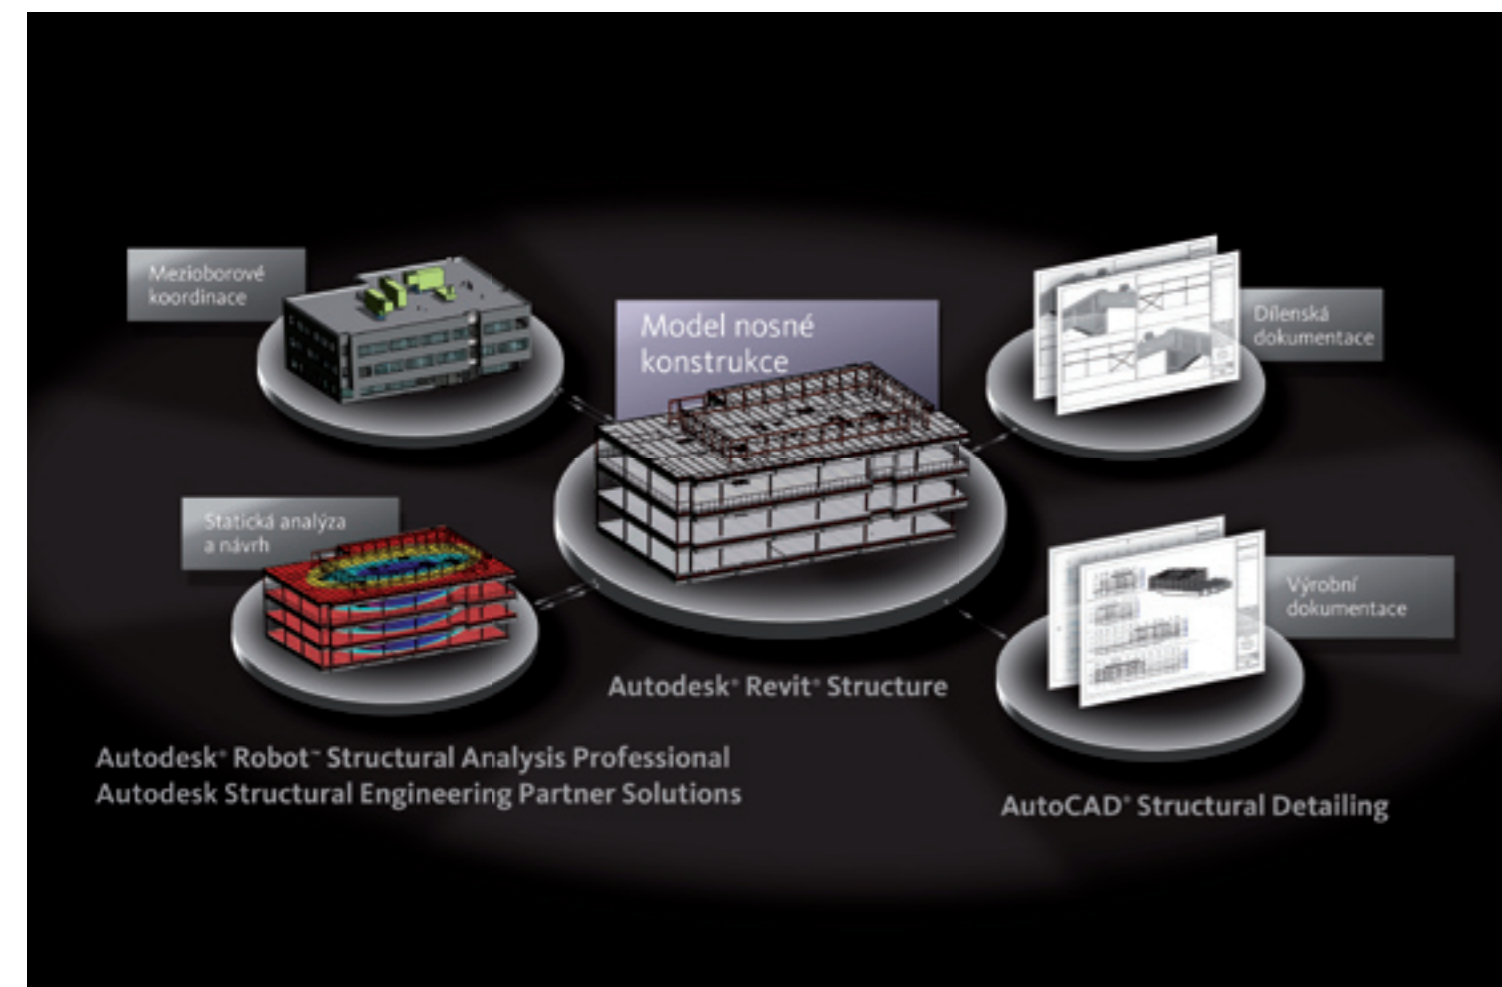 Mezioborové
koordinace
Model nosné
konstrukce
Dílenská
dokumentace
Statická analýza
a návrh
Výrobní
dokumentace
Autodesk® Revit® Structure
Autodesk® Robot™ Structural Analysis Professional
Autodesk Structural Engineering Partner Solutions
AutoCAD® Structural Detailing